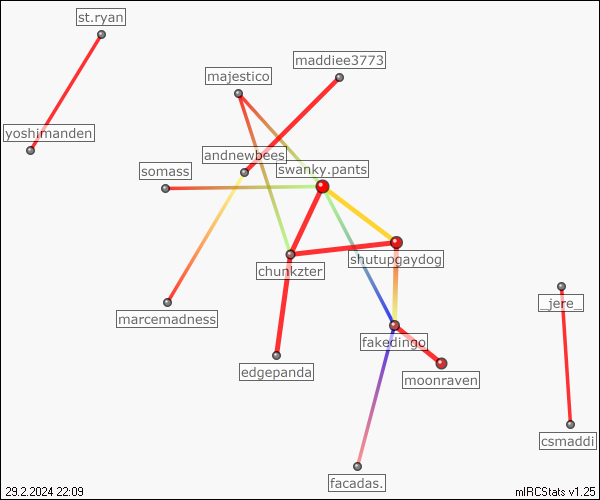 st.ryan
maddiee3773
majestico
yoshimanden
andnewbees
somass
swanky.pants
shutupgaydog
chunkzter
_jere_
marcemadness
fakedingo
edgepanda
moonraven
csmaddi
facadas.
29.2.2024 22:09
mIRCStats v1.25